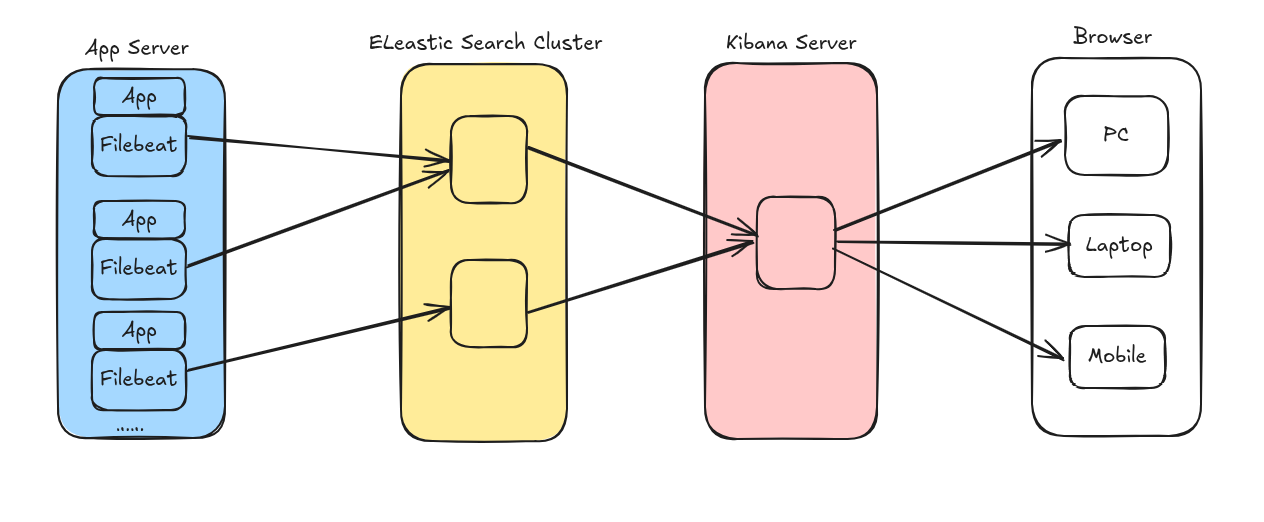 App Server
ELeastic Search Cluster
Kibana Server
Browser
App
Filebeat
App
Filebeat
App
Filebeat
......
PC
Laptop
Mobile